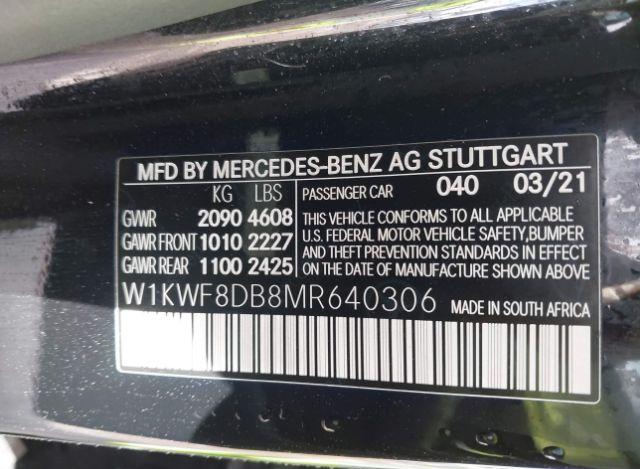 MFD BY MERCEDES-BENZ AG STUTTGART
KG LBS PASSENGER CAR 040 03/21
GVWR 2090 4608 THIS VEHICLE CONFORMS TO ALL APPLICABLE
GAWR FRONT 1010 2227 U.S. FEDERAL MOTOR VEHICLE SAFETY, BUMPER
AND THEFT PREVENTION STANDARDS IN EFFECT
GAWR REAR 1100 2425 ON THE DATE OF MANUFACTURE SHOWN ABOVE
W1KWF8DB8MR640306 MADE IN SOUTH AFRICA